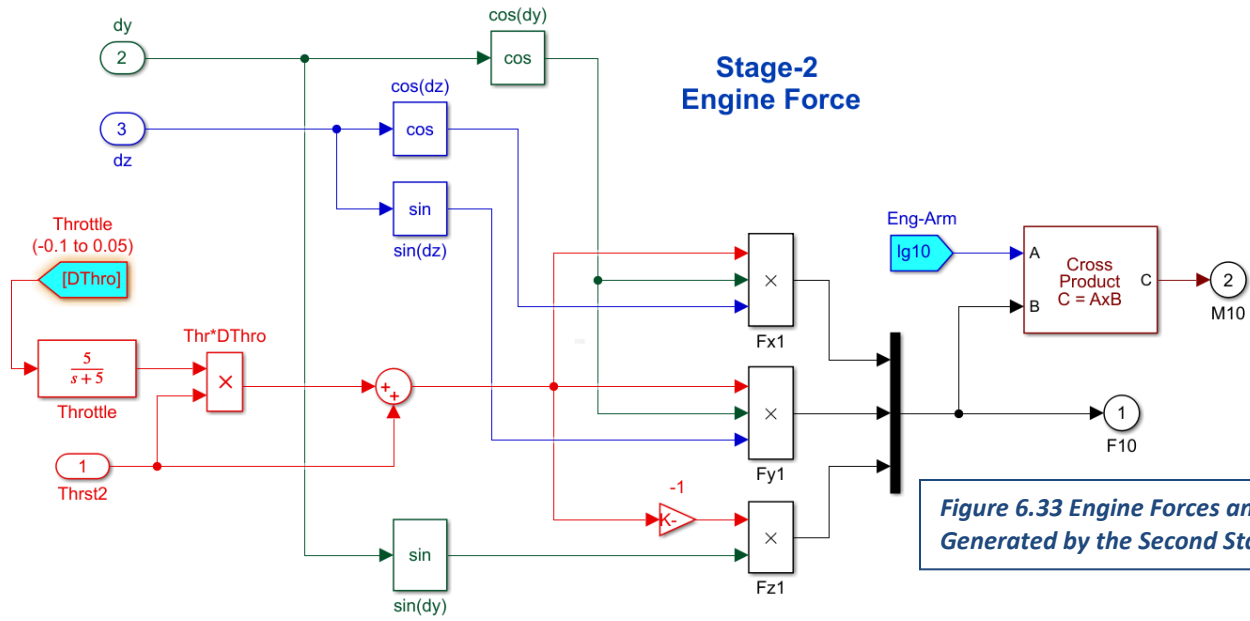 dy
2
cos(dy)
cos
Stage-2
Engine Force
cos(dz)
cos
3
dz
sin
sin(dz)
Throttle
(-0.1 to 0.05)
[DThro]
Eng-Arm
lg10
A
B
Cross
Product
C = AxB
C
2
M10
×
Fx1
5
s+5
Throttle
Thr*DThro
×
+
+
×
Fy1
1
F10
1
Thrst2
-1
K-
×
Fz1
sin
sin(dy)
Figure 6.33 Engine Forces an
Generated by the Second Sta